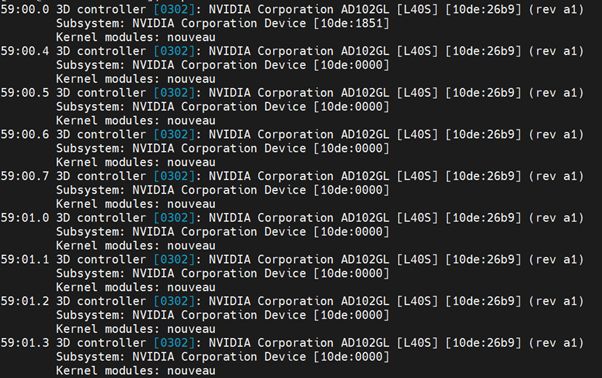 59:00.0 3D controller [0302]: NVIDIA Corporation AD102GL [L40S] [10de:26b9] (rev a1)
Subsystem: NVIDIA Corporation Device [10de:1851]
Kernel modules: nouveau
59:00.4 3D controller [0302]: NVIDIA Corporation AD102GL [L40S] [10de:26b9] (rev a1)
Subsystem: NVIDIA Corporation Device [10de:0000]
Kernel modules: nouveau
59:00.5 3D controller [0302]: NVIDIA Corporation AD102GL [L40S] [10de:26b9] (rev a1)
Subsystem: NVIDIA Corporation Device [10de:0000]
Kernel modules: nouveau
59:00.6 3D controller [0302]: NVIDIA Corporation AD102GL [L40S] [10de:26b9] (rev a1)
Subsystem: NVIDIA Corporation Device [10de:0000]
Kernel modules: nouveau
59:00.7 3D controller [0302]: NVIDIA Corporation AD102GL [L40S] [10de:26b9] (rev a1)
Subsystem: NVIDIA Corporation Device [10de:0000]
Kernel modules: nouveau
59:01.0 3D controller [0302]: NVIDIA Corporation AD102GL [L40S] [10de:26b9] (rev a1)
Subsystem: NVIDIA Corporation Device [10de:0000]
Kernel modules: nouveau
59:01.1 3D controller [0302]: NVIDIA Corporation AD102GL [L40S] [10de:26b9] (rev a1)
Subsystem: NVIDIA Corporation Device [10de:0000]
Kernel modules: nouveau
59:01.2 3D controller [0302]: NVIDIA Corporation AD102GL [L40S] [10de:26b9] (rev a1)
Subsystem: NVIDIA Corporation Device [10de:0000]
Kernel modules: nouveau
59:01.3 3D controller [0302]: NVIDIA Corporation AD102GL [L40S] [10de:26b9] (rev a1)
Subsystem: NVIDIA Corporation Device [10de:0000]
Kernel modules: nouveau